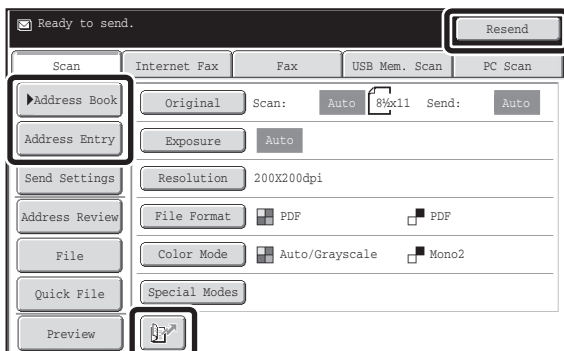 Ready to send.
Resend
Scan
Internet Fax
Fax
USB Mem. Scan
PC Scan
Address Book
Original
Scan:
Auto
8½x11
Send:
Auto
Address Entry
Exposure
Auto
Send Settings
Resolution
200X200dpi
Address Review
File Format
PDF
PDF
File
Color Mode
Auto/Grayscale
Mono2
Quick File
Special Modes
Preview